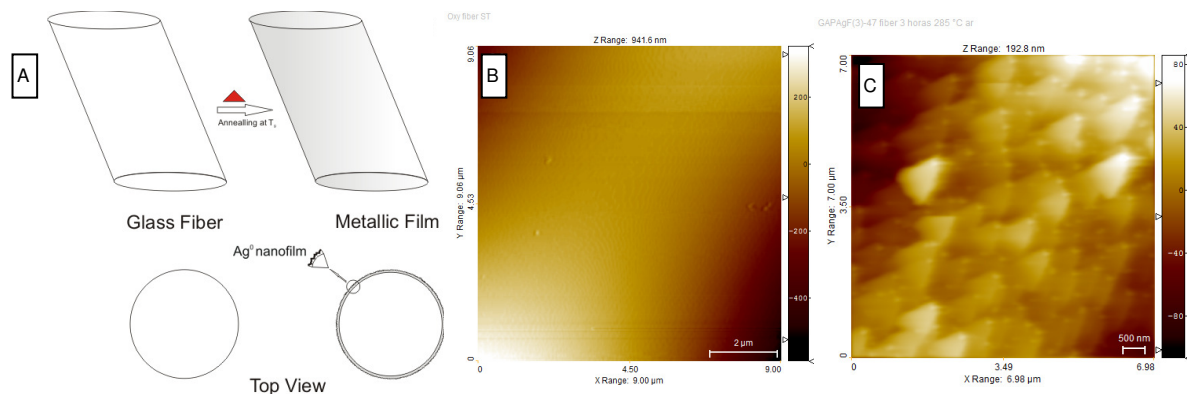 A
Annealling at Tc
Glass Fiber
Metallic Film
Ag⁰ nanofilm
Top View
Oxy fiber ST
Z Range: 941.6 nm
B
9.06
4.53
0
Y Range: 9.06 µm
2 µm
0
4.50
9.00
X Range: 9.00 µm
200
0
-200
-400
GAPAgF(3)-47 fiber 3 horas 285 °C ar
Z Range: 192.8 nm
C
7.00
3.50
0
Y Range: 7.00 µm
500 nm
0
3.49
6.98
X Range: 6.98 µm
80
40
0
-40
-80